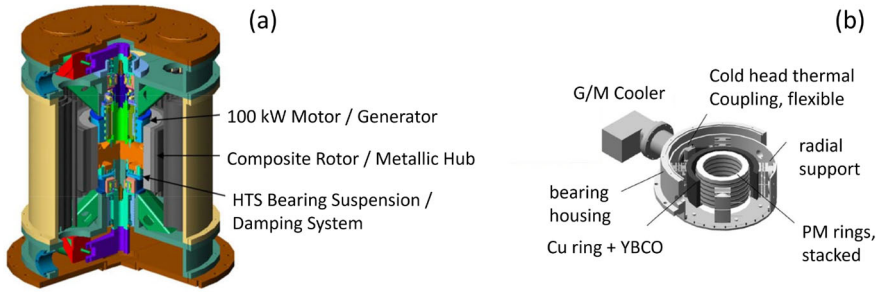 (a)
100 kW Motor / Generator
Composite Rotor / Metallic Hub
HTS Bearing Suspension /
Damping System
(b)
Cold head thermal
Coupling, flexible
G/M Cooler
radial
support
bearing
housing
Cu ring + YBCO
PM rings,
stacked